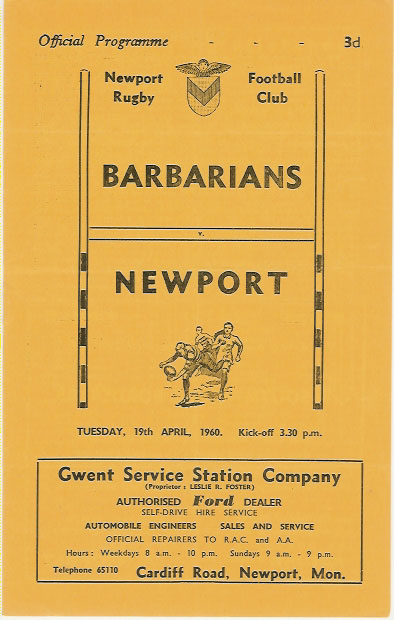 Official Programme - - - 3d
Newport Football
Rugby Club
BARBARIANS
v.
NEWPORT
TUESDAY, 19th APRIL, 1960. Kick-off 3.30 p.m.
Gwent Service Station Company
(Proprietor : LESLIE R. FOSTER)
AUTHORISED Ford DEALER
SELF-DRIVE HIRE SERVICE
AUTOMOBILE ENGINEERS SALES AND SERVICE
OFFICIAL REPAIRERS TO R.A.C. and A.A.
Hours : Weekdays 8 a.m. - 10 p.m. Sundays 9 a.m. - 9 p.m.
Telephone 65110 Cardiff Road, Newport, Mon.